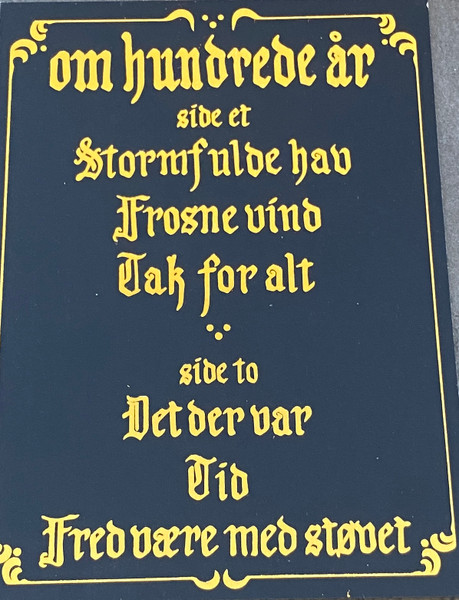 om hundrede år
side et
Stormfulde hav
Frosne vind
Tak for alt
side to
Det der var
Tid
Fred være med støvet